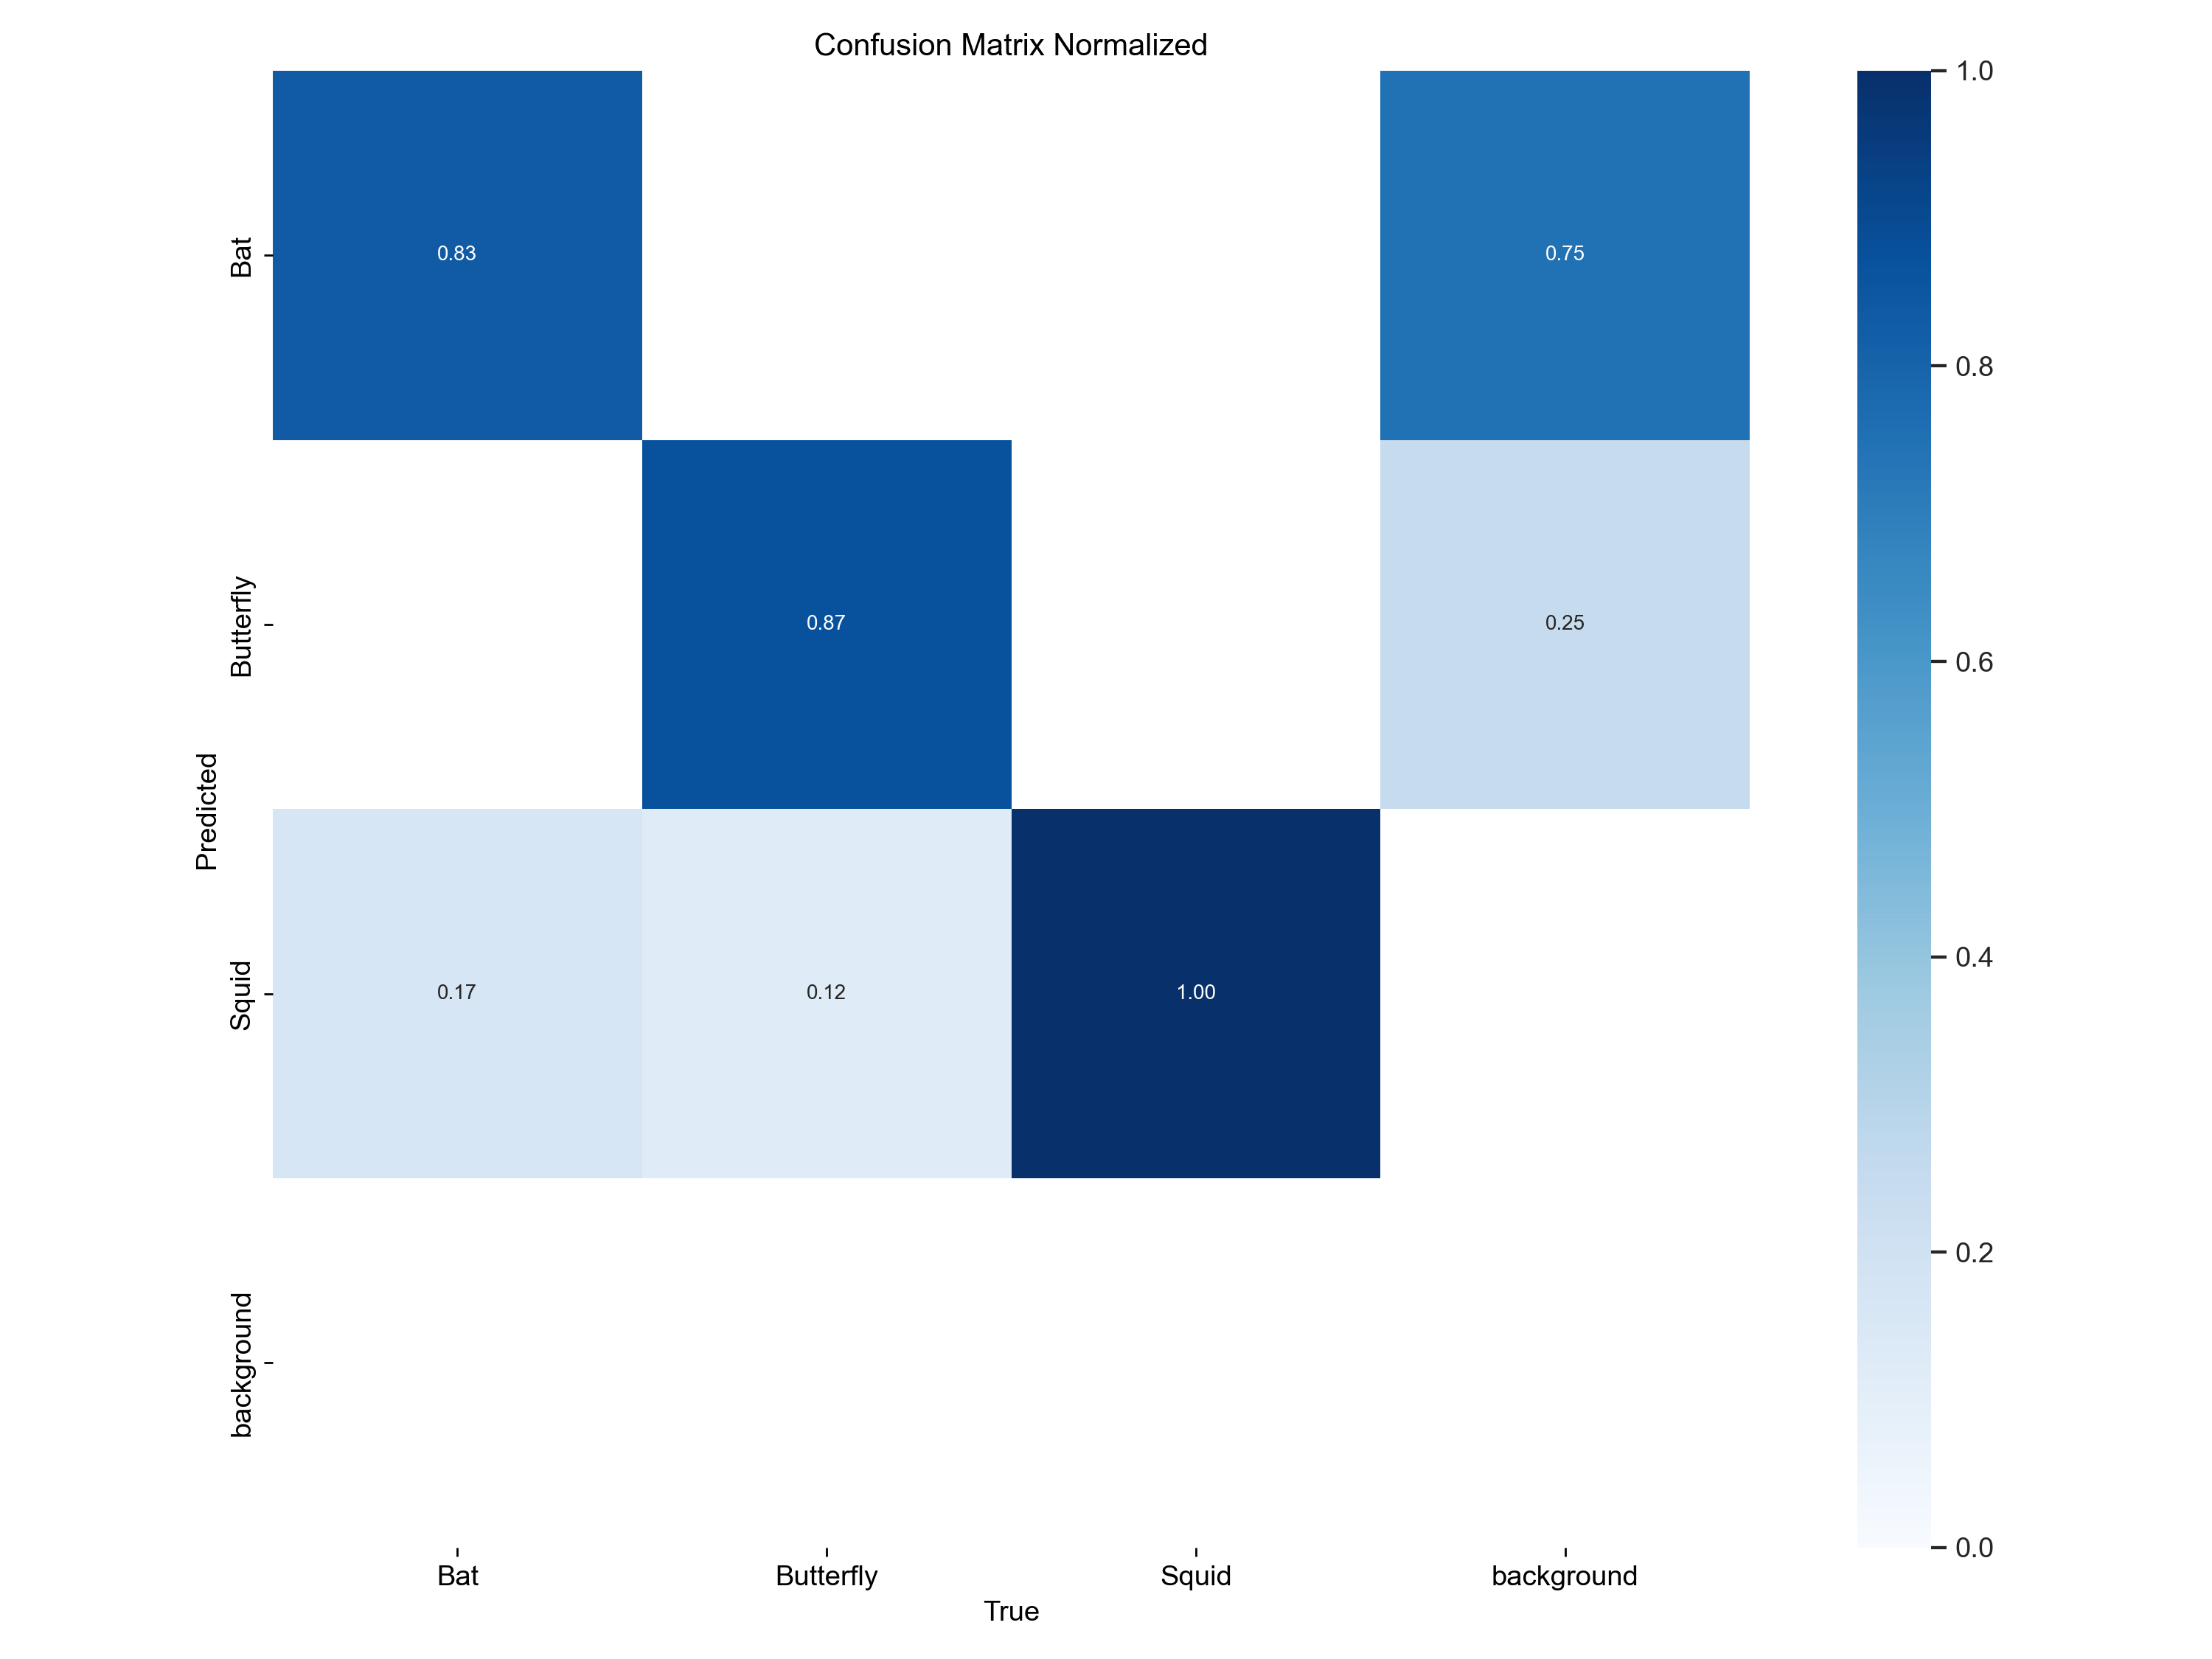 Confusion Matrix Normalized
1.0
Bat
0.83
0.75
0.8
Butterfly
0.87
0.25
0.6
Predicted
Squid
0.17
0.12
1.00
0.4
background
0.2
0.0
Bat
Butterfly
Squid
background
True